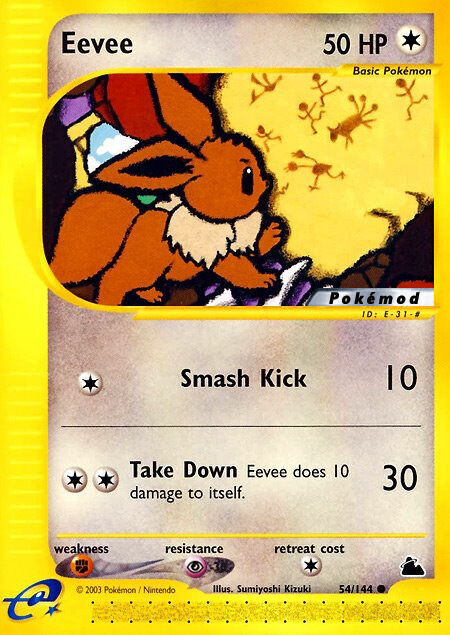 Eevee 50 HP
Basic Pokémon
Pokémod
ID: E-31-#
Smash Kick 10
Take Down Eevee does 10 30
damage to itself.
weakness resistance retreat cost
-30
© 2003 Pokémon / Nintendo Illus. Sumiyoshi Kizuki 54/144
e